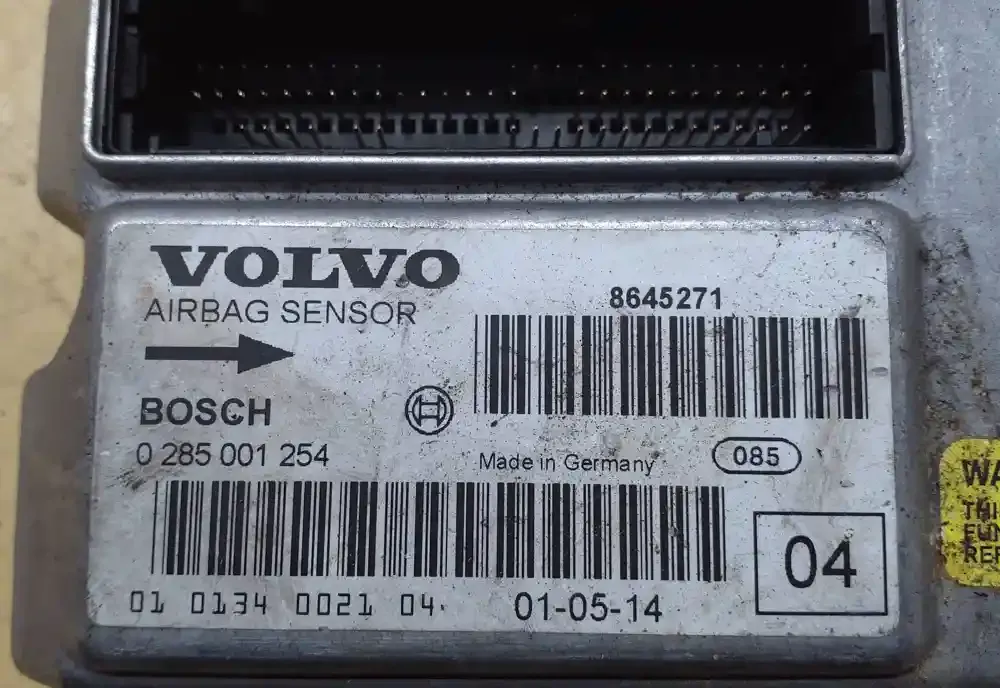 VOLVO
AIRBAG SENSOR
8645271
BOSCH
0 285 001 254
Made in Germany
085
04
01 0134 0021 04
01-05-14